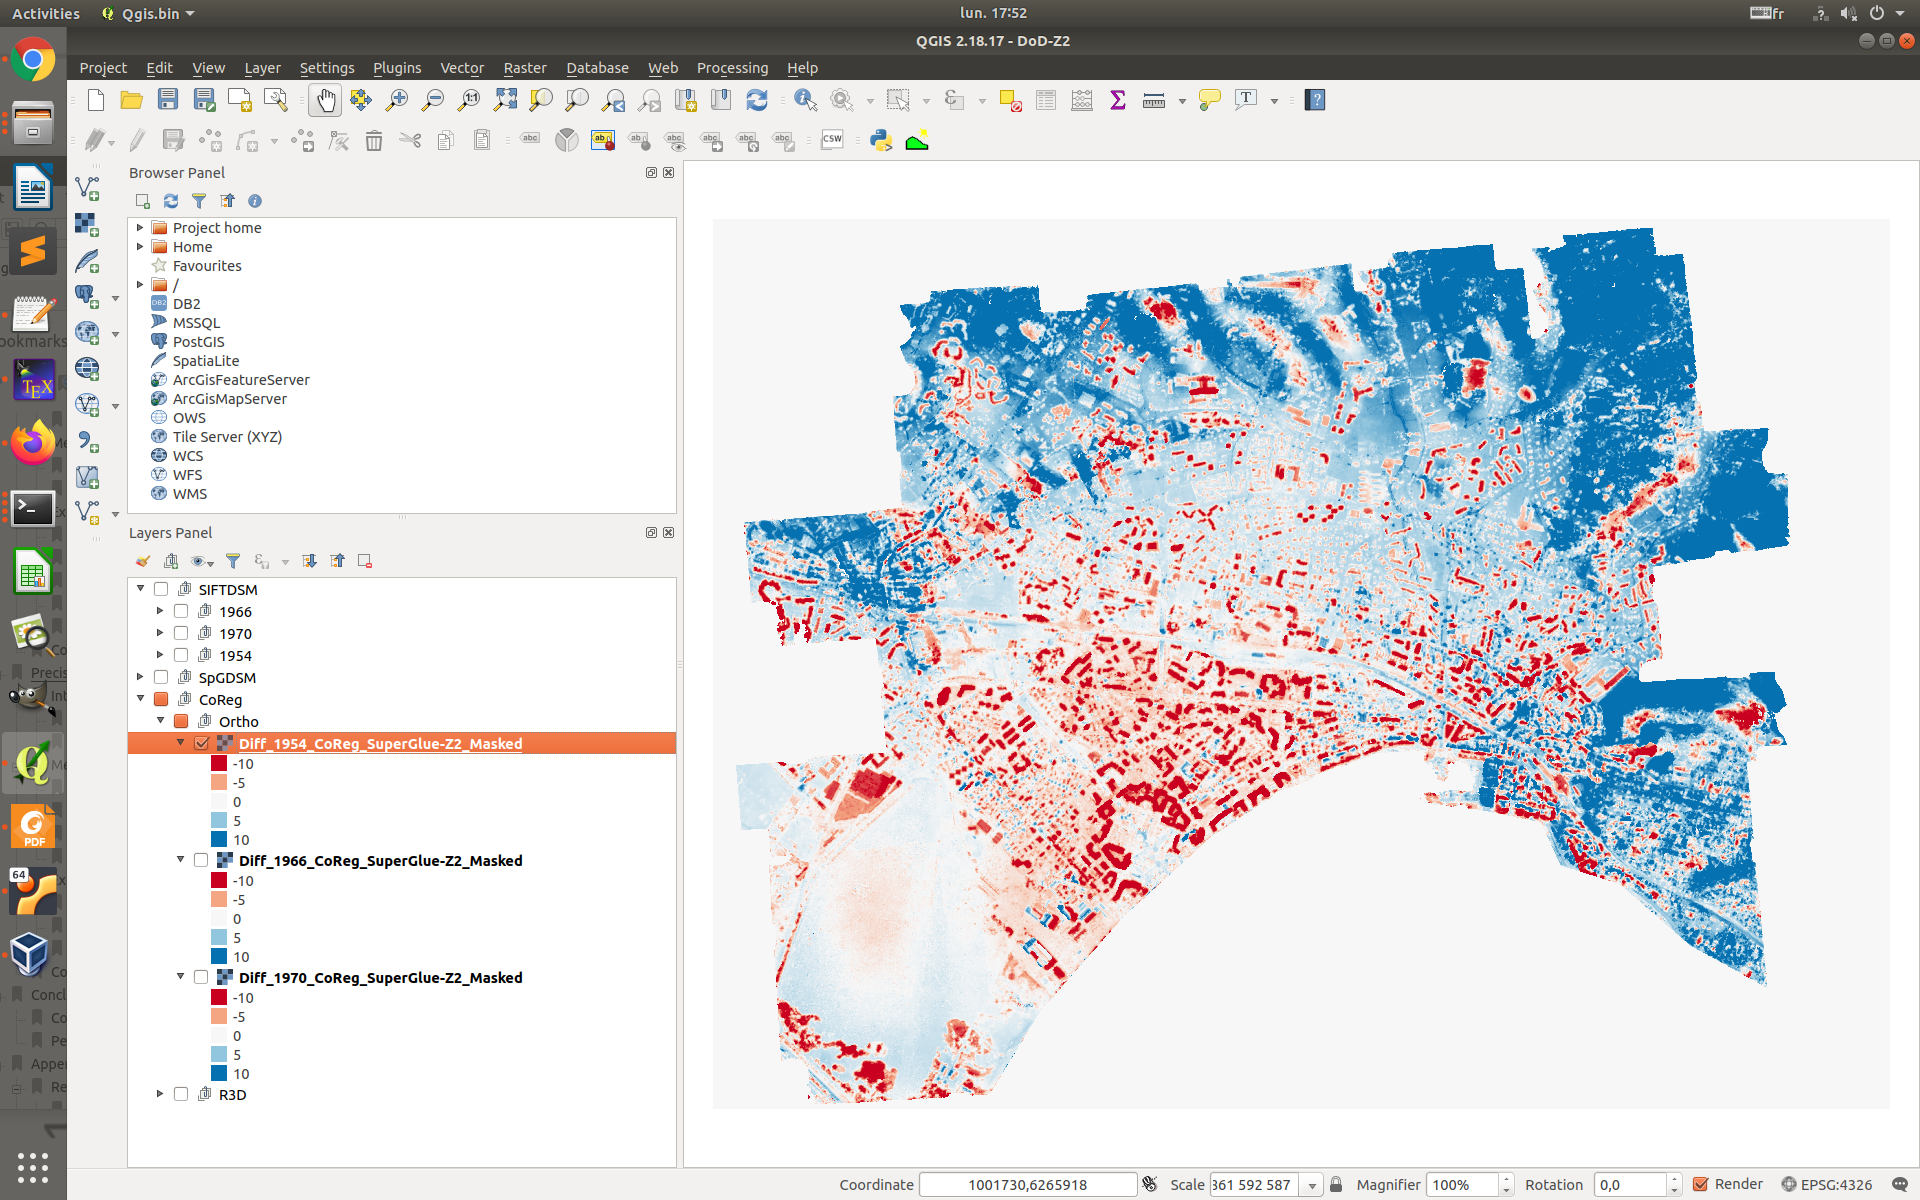 Activities
Qgis.bin
lun. 17:52
fr
QGIS 2.18.17 - DoD-Z2
Project Edit View Layer Settings Plugins Vector Raster Database Web Processing Help
Browser Panel
Project home
Home
Favourites
/
DB2
MSSQL
PostGIS
SpatiaLite
ArcGisFeatureServer
ArcGisMapServer
OWS
Tile Server (XYZ)
WCS
WFS
WMS
Layers Panel
SIFTDSM
1966
1970
1954
SpGDSM
CoReg
Ortho
Diff_1954_CoReg_SuperGlue-Z2_Masked
-10
-5
0
5
10
Diff_1966_CoReg_SuperGlue-Z2_Masked
-10
-5
0
5
10
Diff_1970_CoReg_SuperGlue-Z2_Masked
-10
-5
0
5
10
R3D
Coordinate 1001730,6265918 Scale 361 592 587 Magnifier 100% Rotation 0,0 Render EPSG:4326